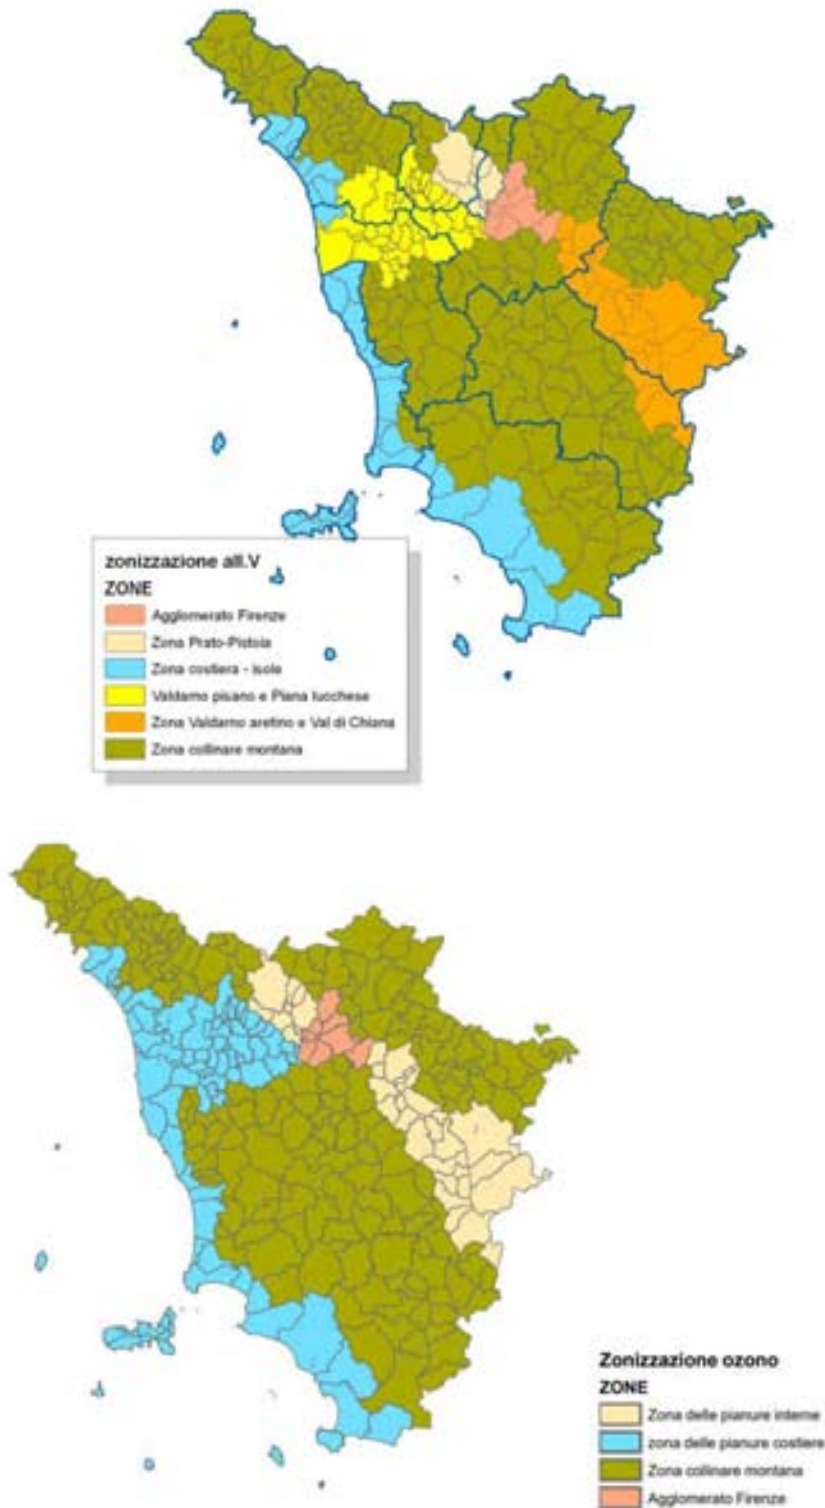 zonizzazione all.V
ZONE
Agglomerato Firenze
Zona Prato-Pistoia
Zona costiera - isole
Valdarno pisano e Piana lucchese
Zona Valdarno aretino e Val di Chiana
Zona collinare montana
Zonizzazione ozono
ZONE
Zona delle pianure interne
zona delle pianure costiere
Zona collinare montana
Agglomerato Firenze